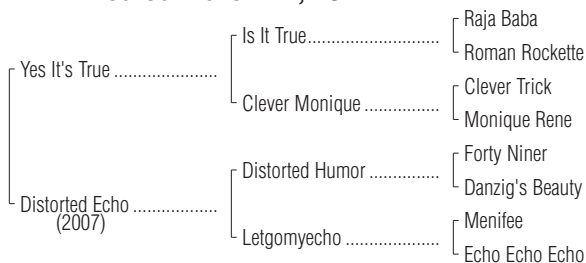 Raja Baba
Is It True
Roman Rockette
Yes It's True
Clever Trick
Clever Monique
Monique Rene
Forty Niner
Distorted Humor
Danzig's Beauty
Distorted Echo
(2007)
Menifee
Letgomyecho
Echo Echo Echo